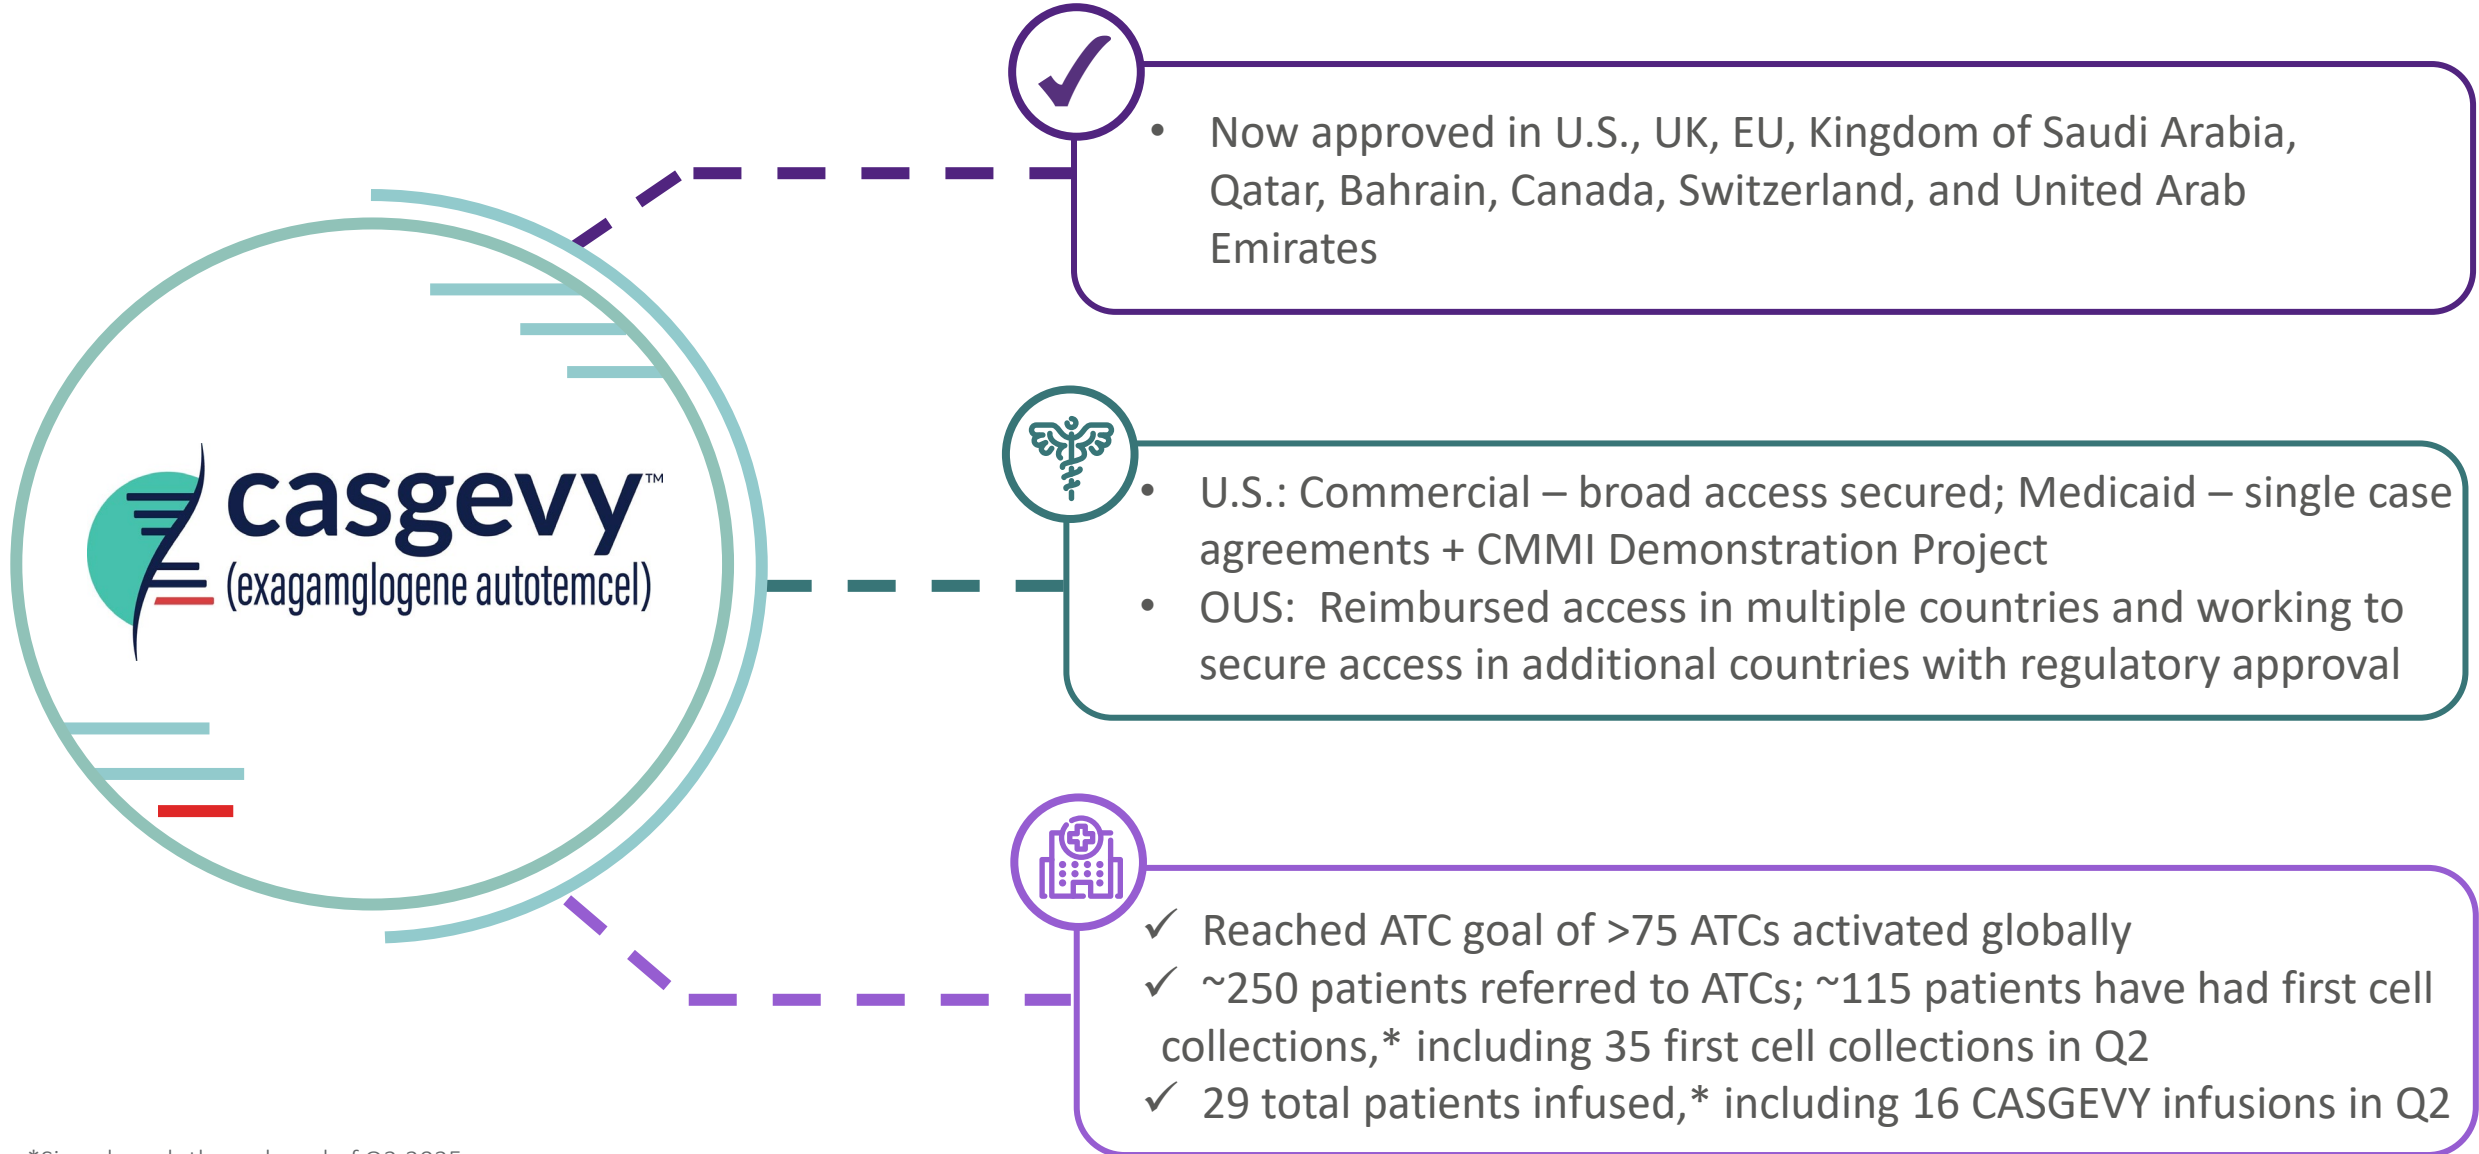 • Now approved in U.S., UK, EU, Kingdom of Saudi Arabia,
Qatar, Bahrain, Canada, Switzerland, and United Arab
Emirates
casgevy™
(exagamglogene autotemcel)
• U.S.: Commercial – broad access secured; Medicaid – single case
agreements + CMMI Demonstration Project
• OUS: Reimbursed access in multiple countries and working to
secure access in additional countries with regulatory approval
✓ Reached ATC goal of >75 ATCs activated globally
✓ ~250 patients referred to ATCs; ~115 patients have had first cell
collections,* including 35 first cell collections in Q2
✓ 29 total patients infused,* including 16 CASGEVY infusions in Q2